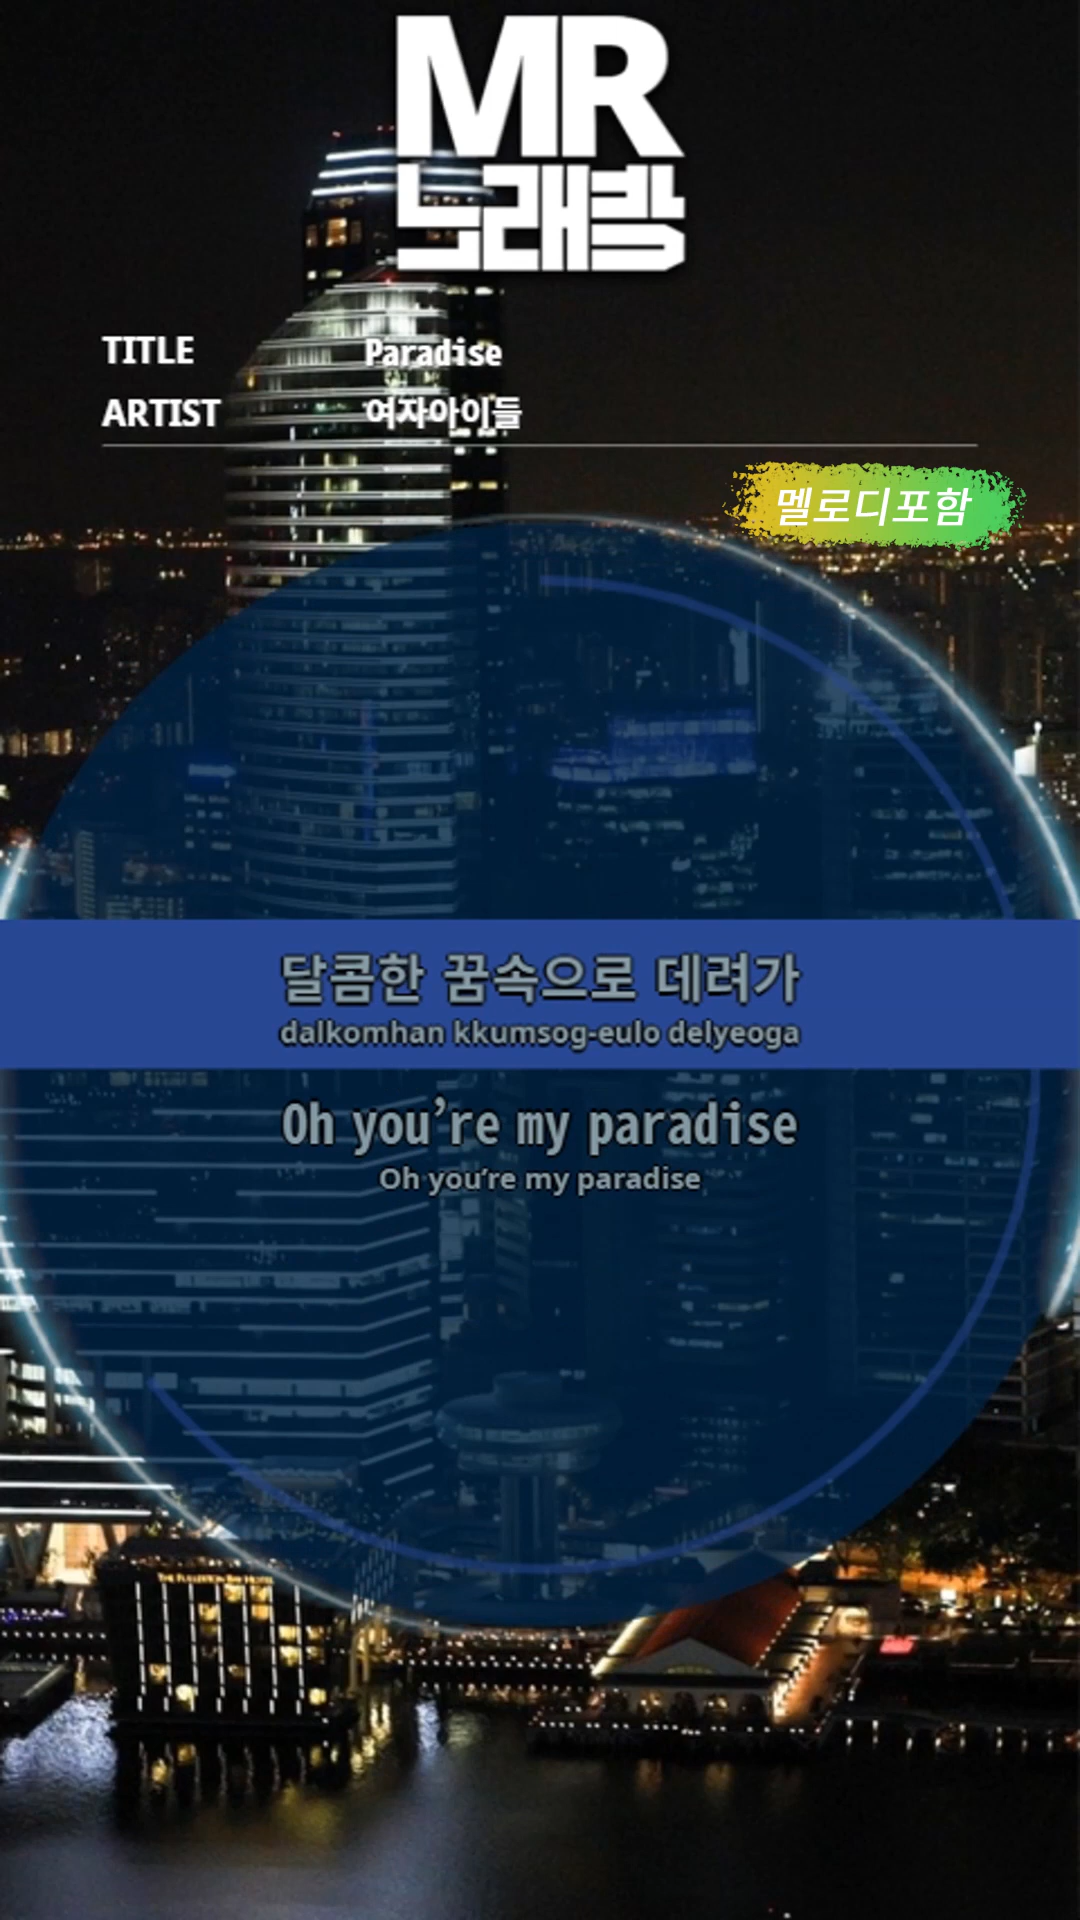 MR
노래방
TITLE Paradise
ARTIST 여자아이들
멜로디포함
달콤한 꿈속으로 데려가
dalkomhan kkumsog-eulo delyeoga
Oh you’re my paradise
Oh you’re my paradise